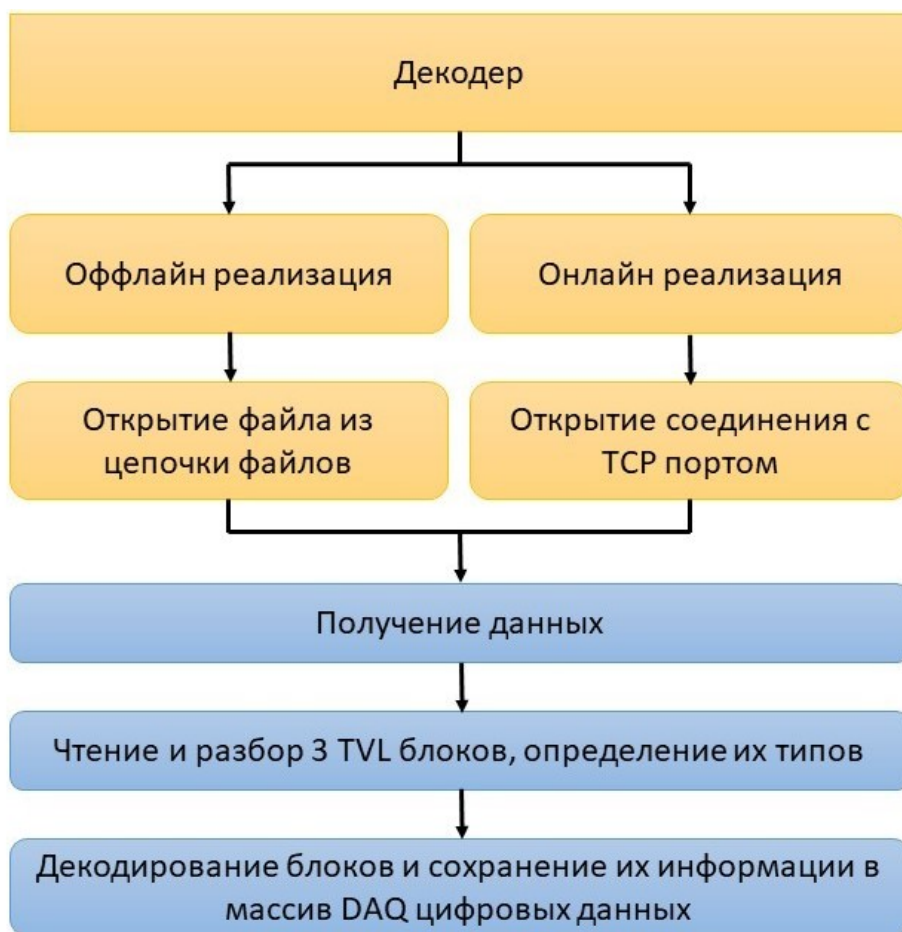 Декодер
Оффлайн реализация
Онлайн реализация
Открытие файла из
цепочки файлов
Открытие соединения с
TCP портом
Получение данных
Чтение и разбор 3 TVL блоков, определение их типов
Декодирование блоков и сохранение их информации в
массив DAQ цифровых данных